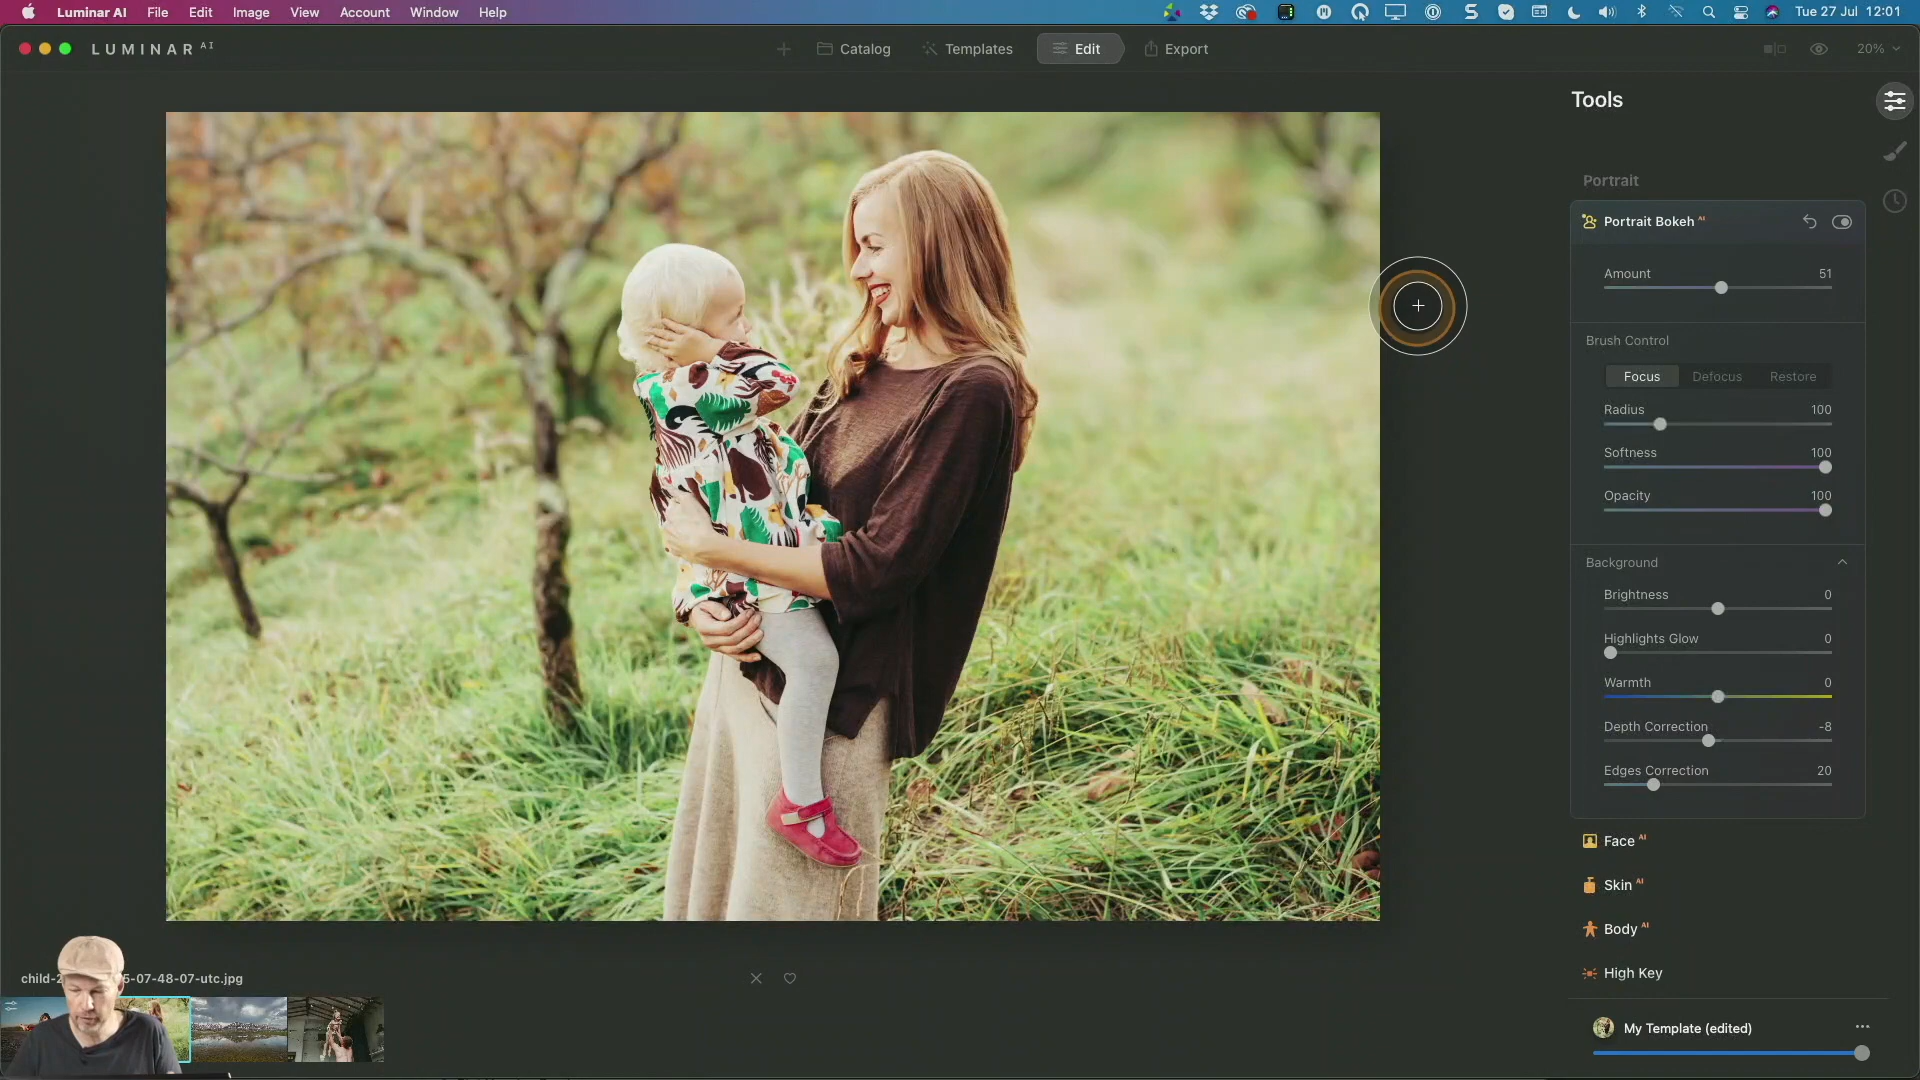 Luminar AI File Edit Image View Account Window Help Tue 27 Jul 12:01
LUMINAR AI Catalog Templates Edit Export 20%
Tools
Portrait
Portrait Bokeh AI
Amount 51
Brush Control
Focus Defocus Restore
Radius 100
Softness 100
Opacity 100
Background
Brightness 0
Highlights Glow 0
Warmth 0
Depth Correction -8
Edges Correction 20
Face AI
Skin AI
Body AI
High Key
child-2 5-07-48-07-utc.jpg
My Template (edited)